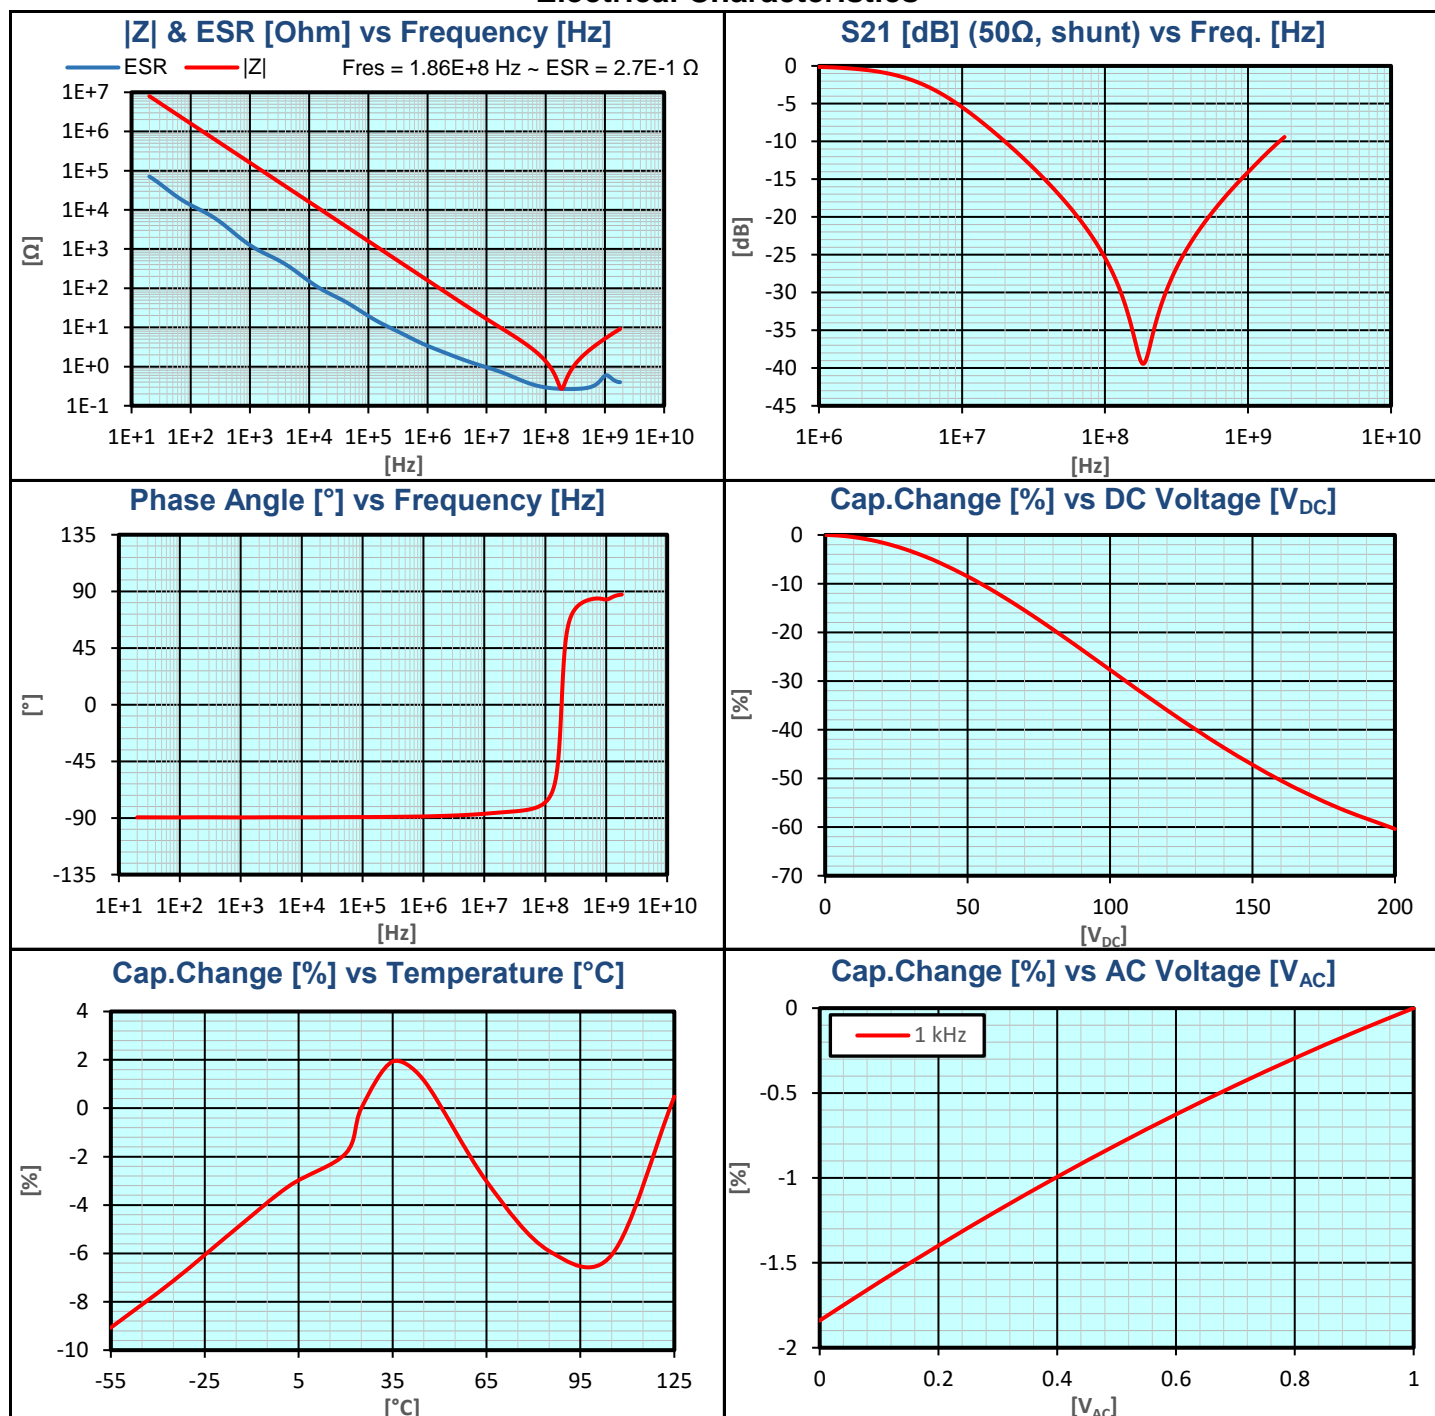 Electrical Characteristics
|Z| & ESR [Ohm] vs Frequency [Hz]
ESR |Z| Fres = 1.86E+8 Hz ~ ESR = 2.7E-1 Ω
1E+7
1E+6
1E+5
1E+4
1E+3
1E+2
1E+1
1E+0
1E-1
[Ω]
1E+1 1E+2 1E+3 1E+4 1E+5 1E+6 1E+7 1E+8 1E+9 1E+10
[Hz]
S21 [dB] (50Ω, shunt) vs Freq. [Hz]
0
-5
-10
-15
-20
-25
-30
-35
-40
-45
[dB]
1E+6 1E+7 1E+8 1E+9 1E+10
[Hz]
Phase Angle [°] vs Frequency [Hz]
135
90
45
0
-45
-90
-135
[°]
1E+1 1E+2 1E+3 1E+4 1E+5 1E+6 1E+7 1E+8 1E+9 1E+10
[Hz]
Cap.Change [%] vs DC Voltage [VDC]
0
-10
-20
-30
-40
-50
-60
-70
[%]
0 50 100 150 200
[VDC]
Cap.Change [%] vs Temperature [°C]
4
2
0
-2
-4
-6
-8
-10
[%]
-55 -25 5 35 65 95 125
[°C]
Cap.Change [%] vs AC Voltage [VAC]
1 kHz
0
-0.5
-1
-1.5
-2
[%]
0 0.2 0.4 0.6 0.8 1
[VAC]